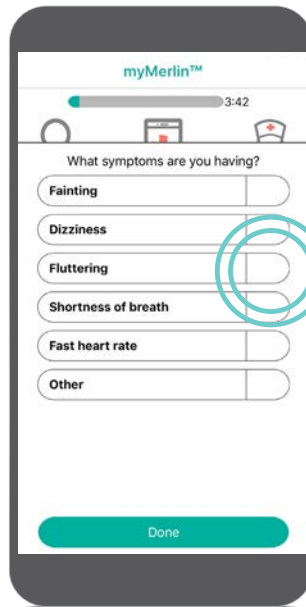 myMerlin™
3:42
What symptoms are you having?
Fainting
Dizziness
Fluttering
Shortness of breath
Fast heart rate
Other
Done